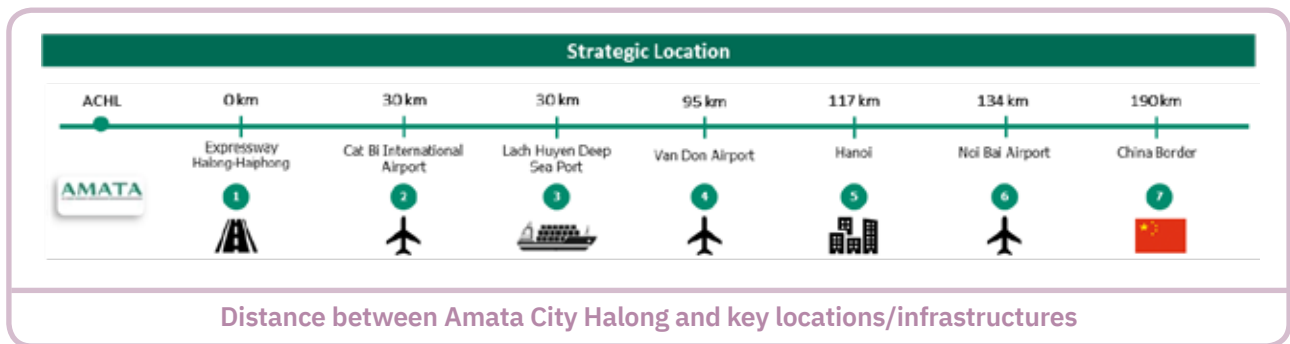 Strategic Location
ACHL 0 km 30 km 30 km 95 km 117 km 134 km 190 km
Expressway Halong-Haiphong
Cat Bi International Airport
Lach Huyen Deep Sea Port
Van Don Airport
Hanoi
Noi Bai Airport
China Border
AMATA
1 2 3 4 5 6 7
Distance between Amata City Halong and key locations/infrastructures